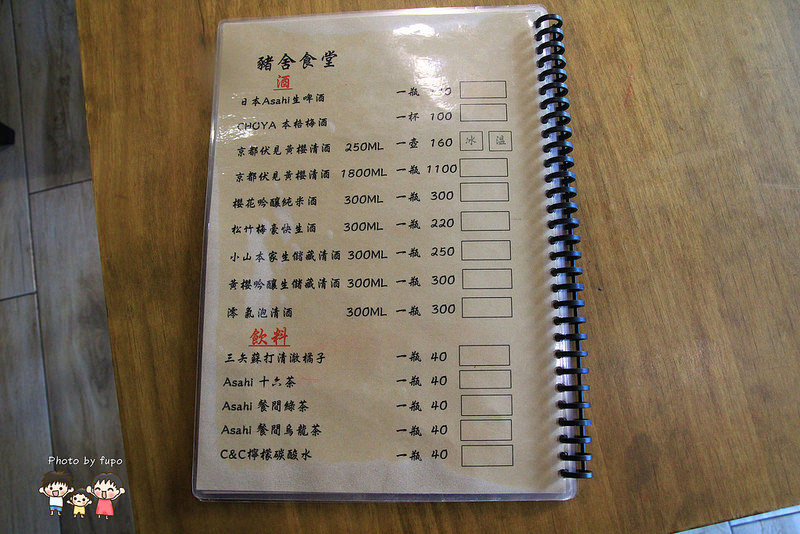 豬舍食堂
酒
日本Asahi生啤酒 一瓶
CHOYA 本格梅酒 一杯 100
京都伏見黃櫻清酒 250ML 一壺 160 冰 溫
京都伏見黃櫻清酒 1800ML 一瓶 1100
櫻花吟釀純米酒 300ML 一瓶 300
松竹梅豪快生酒 300ML 一瓶 220
小山本家生儲藏清酒 300ML 一瓶 250
黃櫻吟釀生儲藏清酒 300ML 一瓶 300
澪氣泡清酒 300ML 一瓶 300
飲料
三矢蘇打清澈橘子 一瓶 40
Asahi 十六茶 一瓶 40
Asahi 餐間綠茶 一瓶 40
Asahi 餐間烏龍茶 一瓶 40
C&C檸檬碳酸水 一瓶 40
Photo by fupo